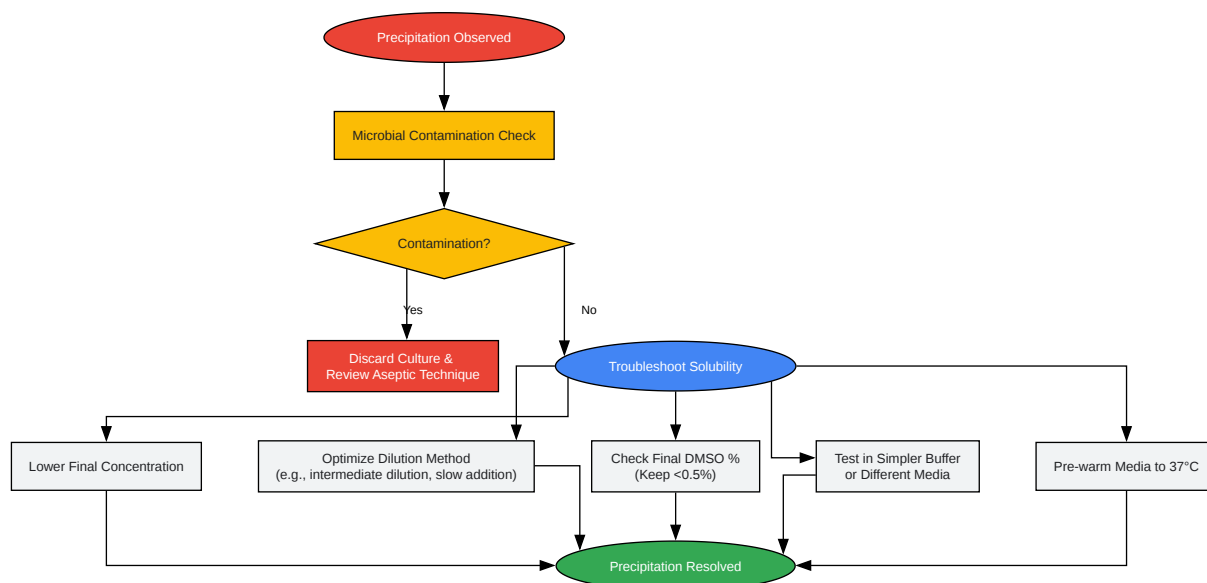 Precipitation Observed
Microbial Contamination Check
Contamination?
Yes
No
Discard Culture &
Review Aseptic Technique
Troubleshoot Solubility
Lower Final Concentration
Optimize Dilution Method
(e.g., intermediate dilution, slow addition)
Check Final DMSO %
(Keep <0.5%)
Test in Simpler Buffer
or Different Media
Pre-warm Media to 37°C
Precipitation Resolved